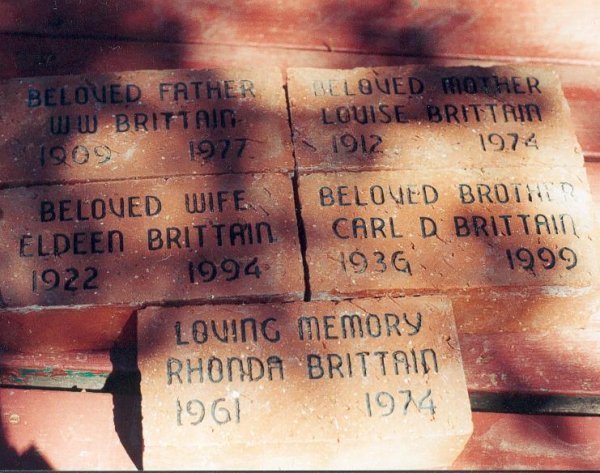 BELOVED FATHER
WW BRITTAIN
1909 1977
BELOVED MOTHER
LOUISE BRITTAIN
1912 1974
BELOVED WIFE
ELDEEN BRITTAIN
1922 1994
BELOVED BROTHER
CARL D BRITTAIN
1936 1999
LOVING MEMORY
RHONDA BRITTAIN
1961 1974